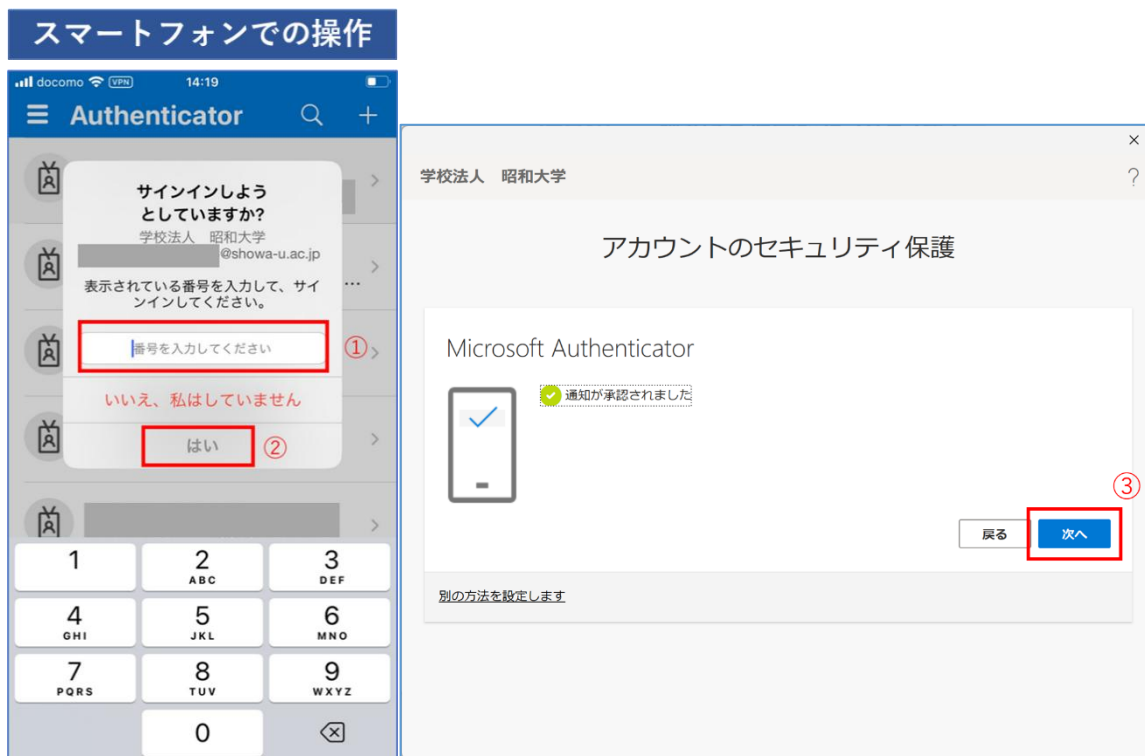 スマートフォンでの操作
docomo VPN 14:19
Authenticator
サインインしよう
としていますか?
学校法人 昭和大学
@showa-u.ac.jp
表示されている番号を入力して、サイ
ンインしてください。
...
番号を入力してください
①
いいえ、私はしていません
はい
②
1
2 ABC
3 DEF
4 GHI
5 JKL
6 MNO
7 PQRS
8 TUV
9 WXYZ
0
学校法人 昭和大学
?
アカウントのセキュリティ保護
Microsoft Authenticator
通知が承認されました
③
戻る
次へ
別の方法を設定します